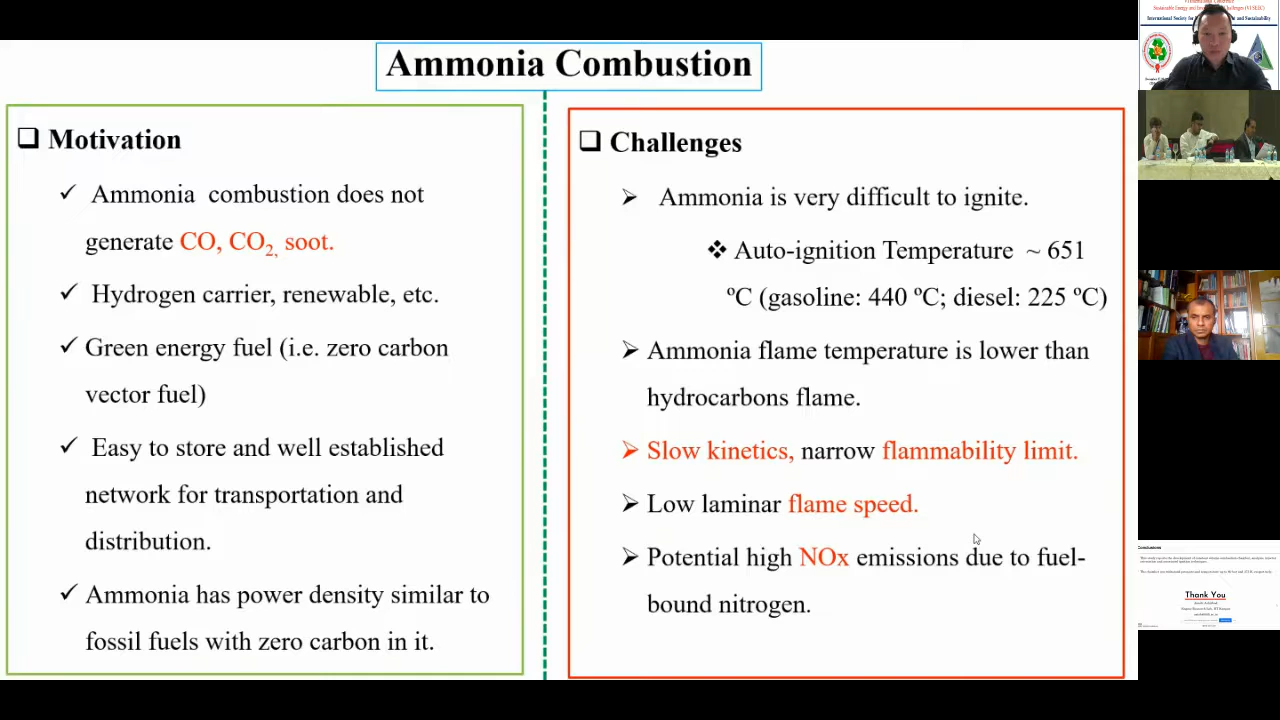 Ammonia Combustion
❑ Motivation
✓ Ammonia combustion does not
generate CO, CO2, soot.
✓ Hydrogen carrier, renewable, etc.
✓ Green energy fuel (i.e. zero carbon
vector fuel)
✓ Easy to store and well established
network for transportation and
distribution.
✓ Ammonia has power density similar to
fossil fuels with zero carbon in it.
❑ Challenges
➢ Ammonia is very difficult to ignite.
❖ Auto-ignition Temperature ~ 651
ºC (gasoline: 440 ºC; diesel: 225 ºC)
➢ Ammonia flame temperature is lower than
hydrocarbons flame.
➢ Slow kinetics, narrow flammability limit.
➢ Low laminar flame speed.
➢ Potential high NOx emissions due to fuel-
bound nitrogen.
Conclusions
Thank You